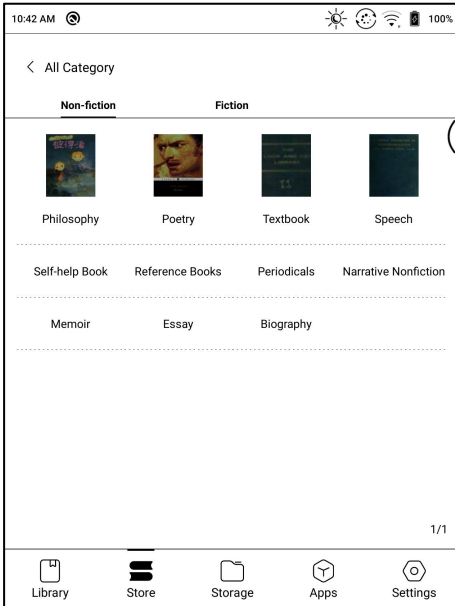 10:42 AM 100%
All Category
Non-fiction Fiction
Philosophy Poetry Textbook Speech
Self-help Book Reference Books Periodicals Narrative Nonfiction
Memoir Essay Biography
1/1
Library Store Storage Apps Settings